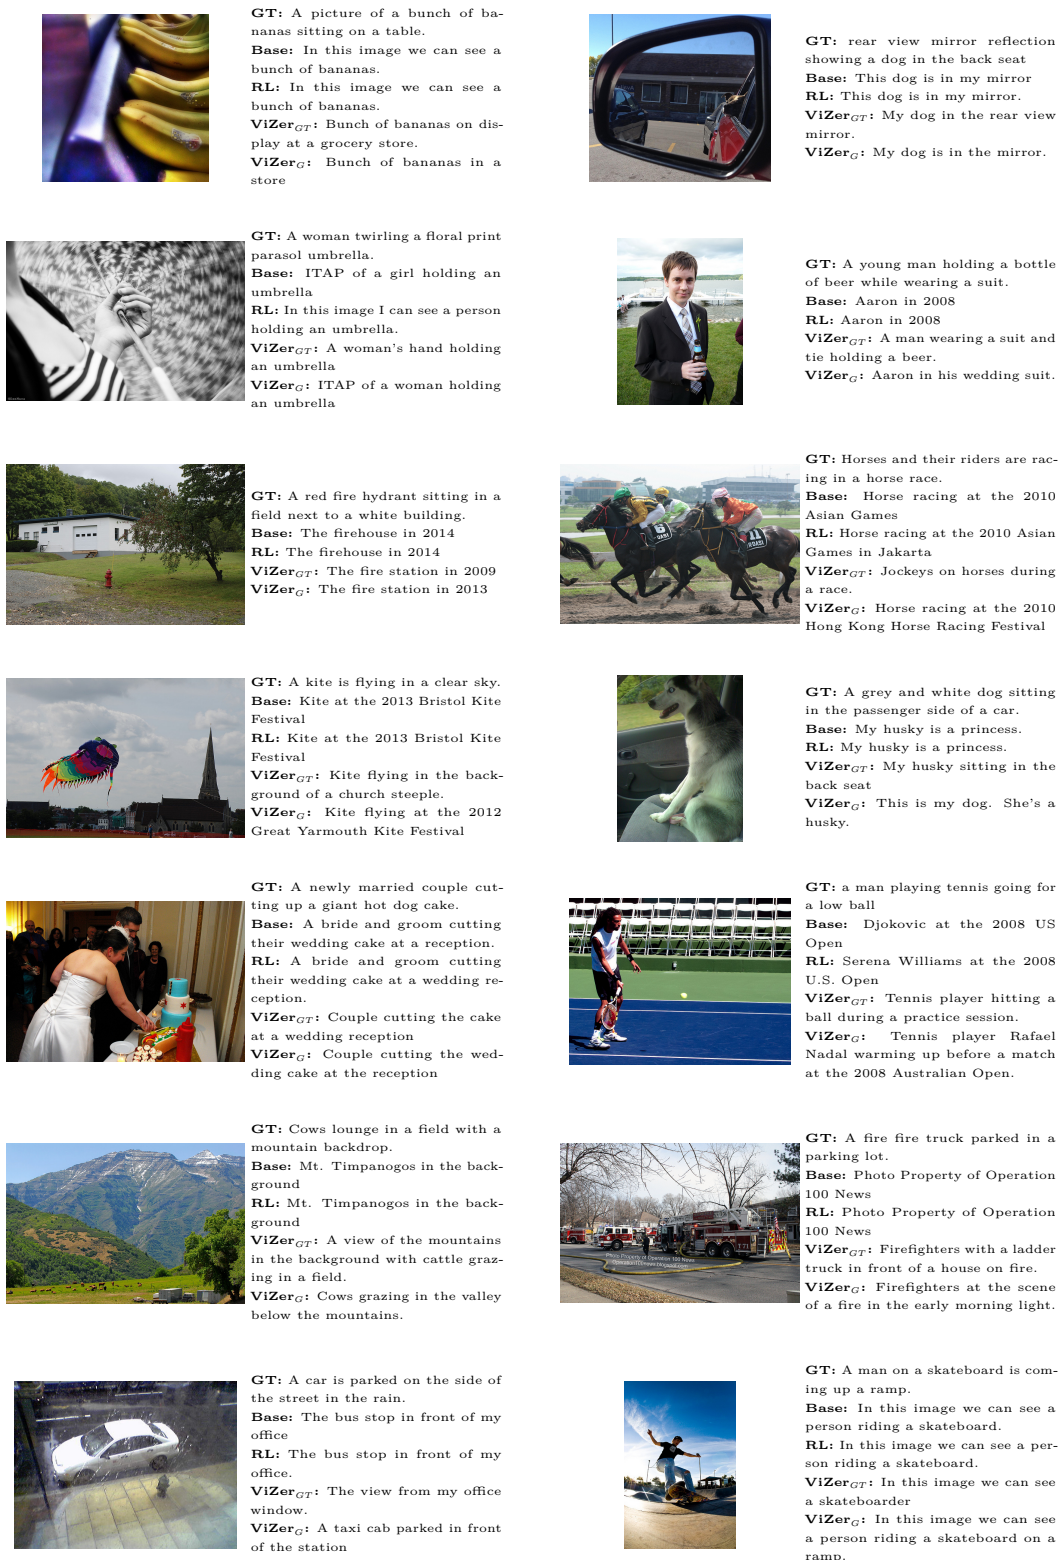 GT: A picture of a bunch of ba-
nanas sitting on a table.
Base: In this image we can see a
bunch of bananas.
RL: In this image we can see a
bunch of bananas.
ViZerGT: Bunch of bananas on dis-
play at a grocery store.
ViZerG: Bunch of bananas in a
store
GT: rear view mirror reflection
showing a dog in the back seat
Base: This dog is in my mirror
RL: This dog is in my mirror.
ViZerGT: My dog in the rear view
mirror.
ViZerG: My dog is in the mirror.
GT: A woman twirling a floral print
parasol umbrella.
Base: ITAP of a girl holding an
umbrella
RL: In this image I can see a person
holding an umbrella.
ViZerGT: A woman's hand holding
an umbrella
ViZerG: ITAP of a woman holding
an umbrella
GT: A young man holding a bottle
of beer while wearing a suit.
Base: Aaron in 2008
RL: Aaron in 2008
ViZerGT: A man wearing a suit and
tie holding a beer.
ViZerG: Aaron in his wedding suit.
GT: A red fire hydrant sitting in a
field next to a white building.
Base: The firehouse in 2014
RL: The firehouse in 2014
ViZerGT: The fire station in 2009
ViZerG: The fire station in 2013
6
11
GT: Horses and their riders are rac-
ing in a horse race.
Base: Horse racing at the 2010
Asian Games
RL: Horse racing at the 2010 Asian
Games in Jakarta
ViZerGT: Jockeys on horses during
a race.
ViZerG: Horse racing at the 2010
Hong Kong Horse Racing Festival
GT: A kite is flying in a clear sky.
Base: Kite at the 2013 Bristol Kite
Festival
RL: Kite at the 2013 Bristol Kite
Festival
ViZerGT: Kite flying in the back-
ground of a church steeple.
ViZerG: Kite flying at the 2012
Great Yarmouth Kite Festival
GT: A grey and white dog sitting
in the passenger side of a car.
Base: My husky is a princess.
RL: My husky is a princess.
ViZerGT: My husky sitting in the
back seat
ViZerG: This is my dog. She's a
husky.
GT: A newly married couple cut-
ting up a giant hot dog cake.
Base: A bride and groom cutting
their wedding cake at a reception.
RL: A bride and groom cutting
their wedding cake at a wedding re-
ception.
ViZerGT: Couple cutting the cake
at a wedding reception
ViZerG: Couple cutting the wed-
ding cake at the reception
GT: a man playing tennis going for
a low ball
Base: Djokovic at the 2008 US
Open
RL: Serena Williams at the 2008
U.S. Open
ViZerGT: Tennis player hitting a
ball during a practice session.
ViZerG: Tennis player Rafael
Nadal warming up before a match
at the 2008 Australian Open.
GT: Cows lounge in a field with a
mountain backdrop.
Base: Mt. Timpanogos in the back-
ground
RL: Mt. Timpanogos in the back-
ground
ViZerGT: A view of the mountains
in the background with cattle graz-
ing in a field.
ViZerG: Cows grazing in the valley
below the mountains.
Photo Property of Operation 100 News
Operation100news.blogspot.com
GT: A fire fire truck parked in a
parking lot.
Base: Photo Property of Operation
100 News
RL: Photo Property of Operation
100 News
ViZerGT: Firefighters with a ladder
truck in front of a house on fire.
ViZerG: Firefighters at the scene
of a fire in the early morning light.
GT: A car is parked on the side of
the street in the rain.
Base: The bus stop in front of my
office
RL: The bus stop in front of my
office.
ViZerGT: The view from my office
window.
ViZerG: A taxi cab parked in front
of the station
GT: A man on a skateboard is com-
ing up a ramp.
Base: In this image we can see a
person riding a skateboard.
RL: In this image we can see a per-
son riding a skateboard.
ViZerGT: In this image we can see
a skateboarder
ViZerG: In this image we can see
a person riding a skateboard on a
ramp.